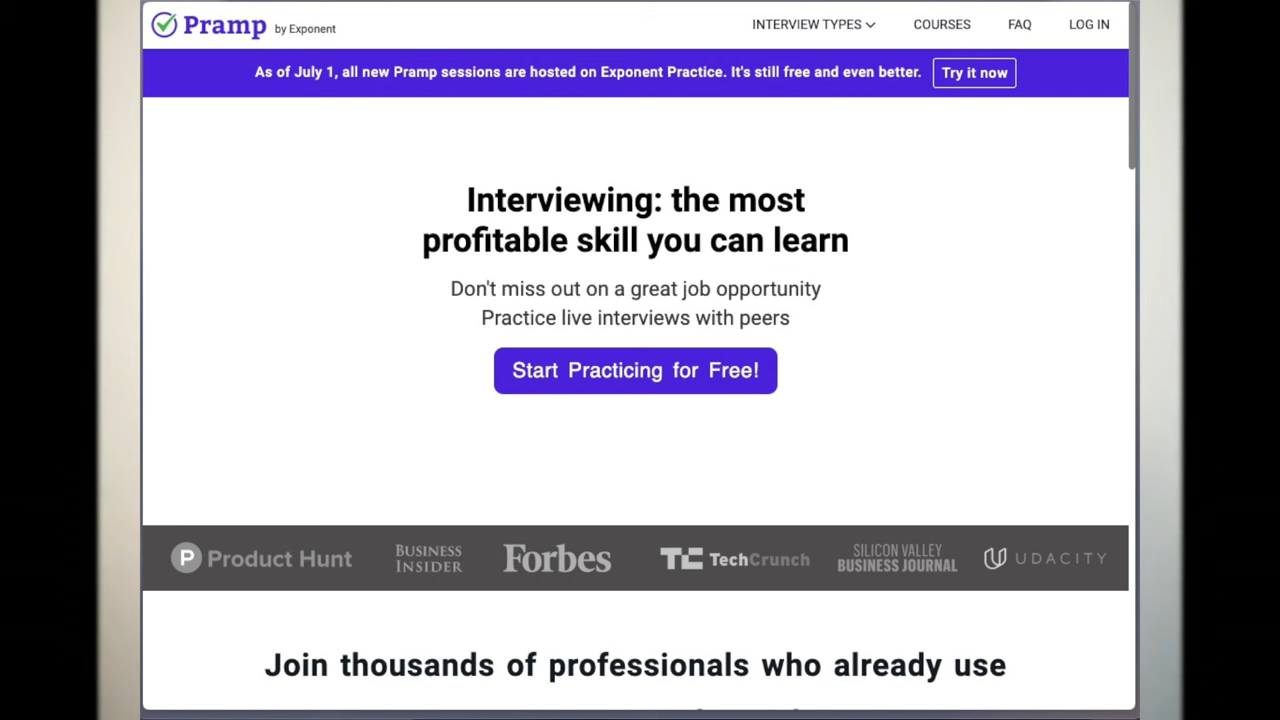 Pramp by Exponent
INTERVIEW TYPES
COURSES
FAQ
LOG IN
As of July 1, all new Pramp sessions are hosted on Exponent Practice. It's still free and even better.
Try it now
Interviewing: the most
profitable skill you can learn
Don't miss out on a great job opportunity
Practice live interviews with peers
Start Practicing for Free!
P Product Hunt
BUSINESS
INSIDER
Forbes
TC TechCrunch
SILICON VALLEY
BUSINESS JOURNAL
UDACITY
Join thousands of professionals who already use